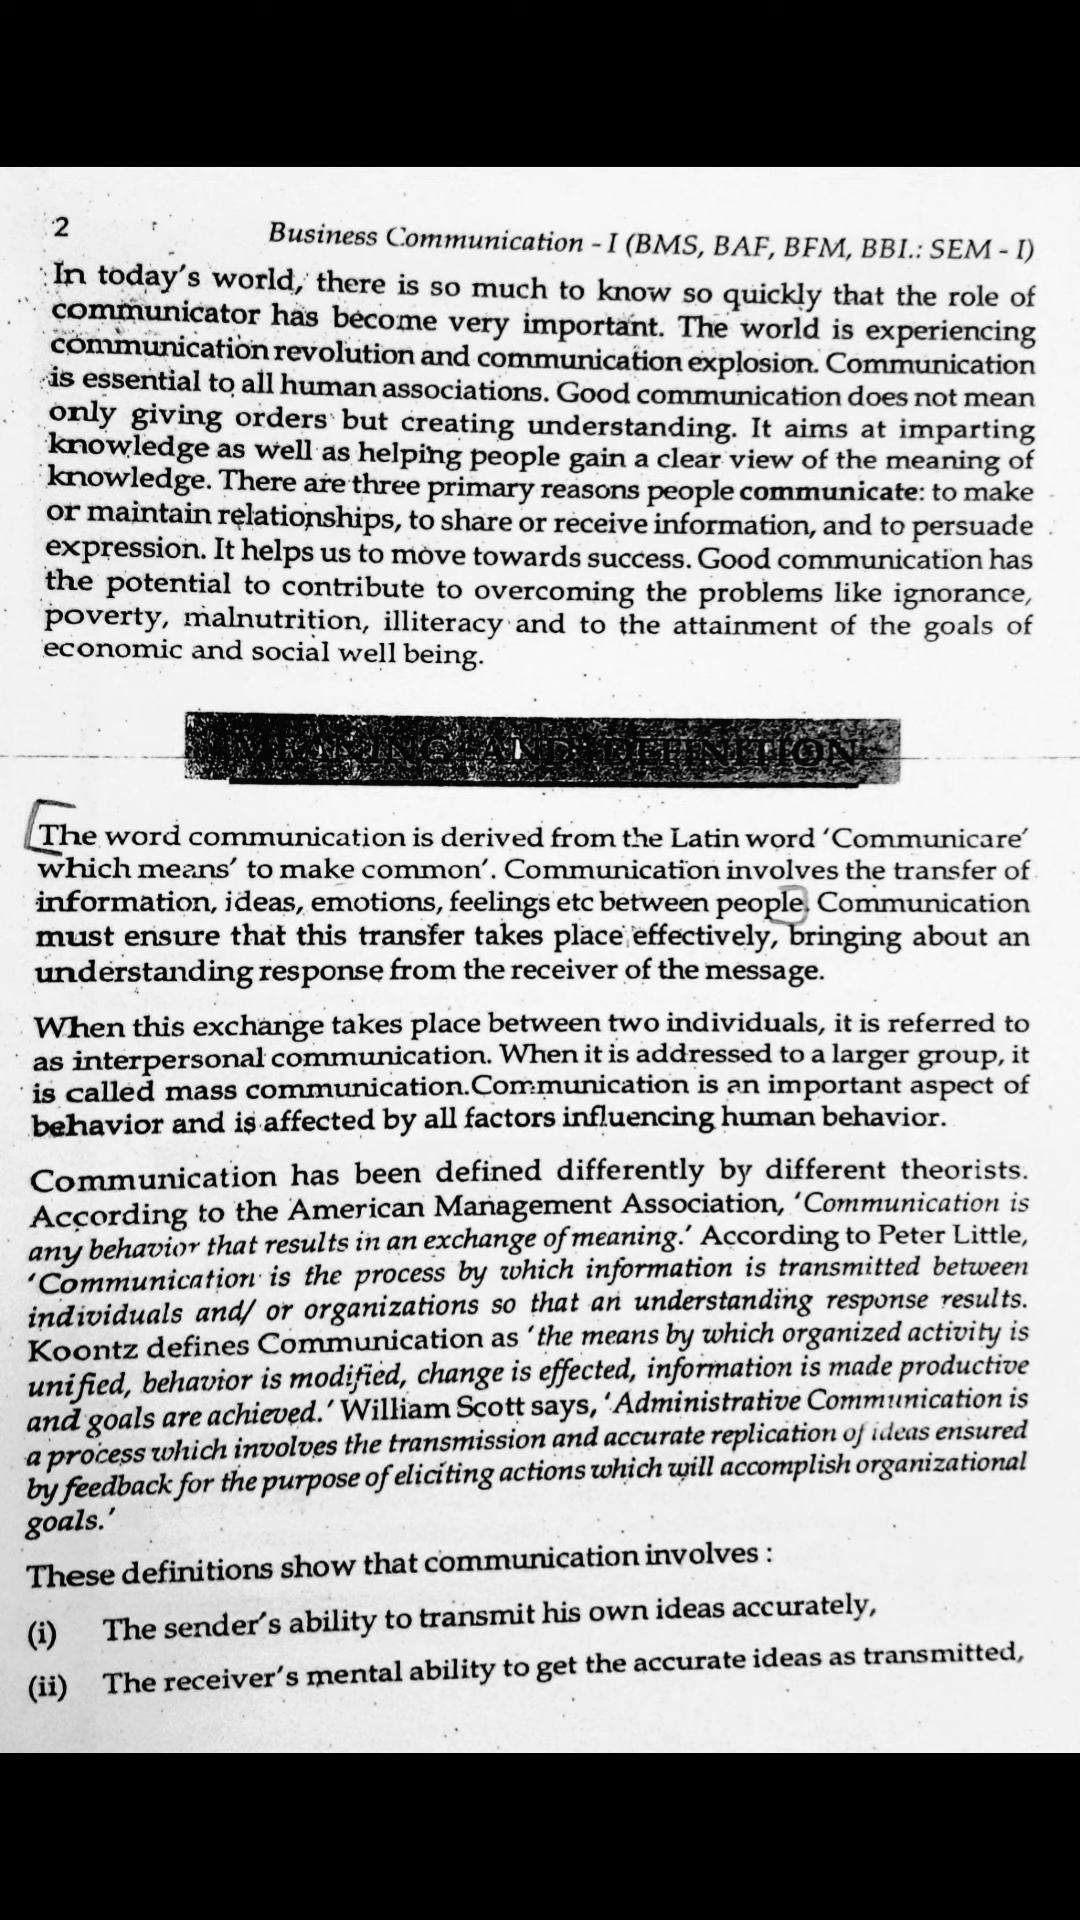 2
Business Communication - I (BMS, BAF, BFM, BBI.: SEM - I)
In today's world, there is so much to know so quickly that the role of
communicator has become very important. The world is experiencing
communication revolution and communication explosion. Communication
is essential to all human associations. Good communication does not mean
only giving orders but creating understanding. It aims at imparting
knowledge as well as helping people gain a clear view of the meaning of
knowledge. There are three primary reasons people communicate: to make
or maintain relationships, to share or receive information, and to persuade
expression. It helps us to move towards success. Good communication has
the potential to contribute to overcoming the problems like ignorance,
poverty, malnutrition, illiteracy and to the attainment of the goals of
economic and social well being.
MEANING AND DEFINITION
The word communication is derived from the Latin word 'Communicare'
which means' to make common'. Communication involves the transfer of
information, ideas, emotions, feelings etc between people. Communication
must ensure that this transfer takes place effectively, bringing about an
understanding response from the receiver of the message.
When this exchange takes place between two individuals, it is referred to
as interpersonal communication. When it is addressed to a larger group, it
is called mass communication.Communication is an important aspect of
behavior and is affected by all factors influencing human behavior.
Communication has been defined differently by different theorists.
According to the American Management Association, 'Communication is
any behavior that results in an exchange of meaning.' According to Peter Little,
'Communication is the process by which information is transmitted between
individuals and/ or organizations so that an understanding response results.
Koontz defines Communication as 'the means by which organized activity is
unified, behavior is modified, change is effected, information is made productive
and goals are achieved.' William Scott says, 'Administrative Communication is
a process which involves the transmission and accurate replication of ideas ensured
by feedback for the purpose of eliciting actions which will accomplish organizational
goals.'
These definitions show that communication involves :
(i) The sender's ability to transmit his own ideas accurately,
(ii) The receiver's mental ability to get the accurate ideas as transmitted,